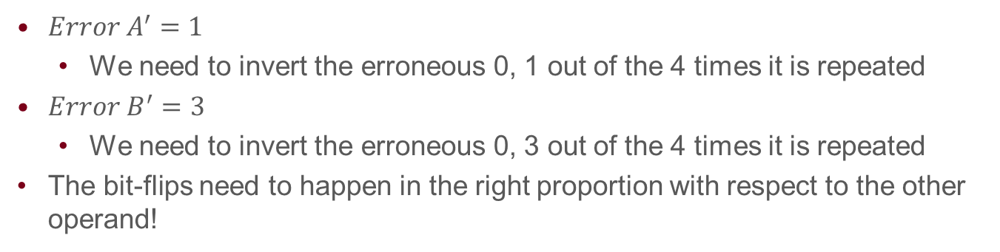 • Error A′ = 1
• We need to invert the erroneous 0, 1 out of the 4 times it is repeated
• Error B′ = 3
• We need to invert the erroneous 0, 3 out of the 4 times it is repeated
• The bit-flips need to happen in the right proportion with respect to the other
operand!